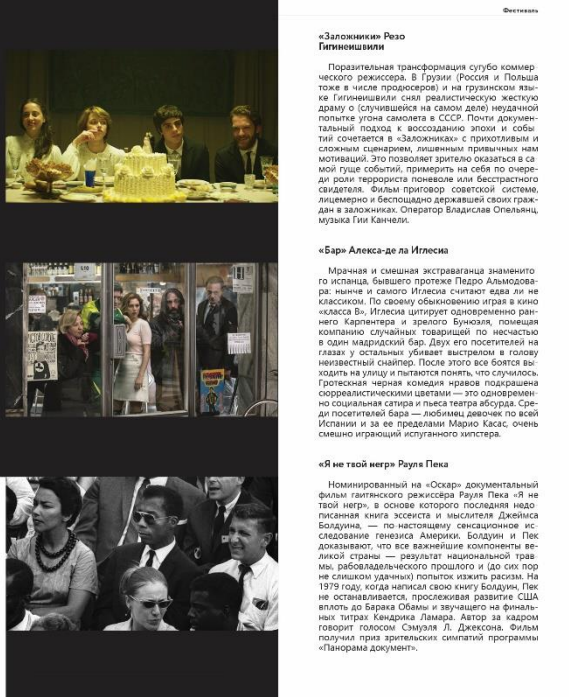 Фестиваль
«Заложники» Резо
Гигинеишвили
Поразительная трансформация сугубо коммер-
ческого режиссера. В Грузии (Россия и Польша
тоже в числе продюсеров) и на грузинском язы-
ке Гигинеишвили снял реалистическую жесткую
драму о (случившейся на самом деле) неудачной
попытке угона самолета в СССР. Почти докумен-
тальный подход к воссозданию эпохи и собы-
тий сочетается в «Заложниках» с прихотливым и
сложным сценарием, лишенным привычных нам
мотиваций. Это позволяет зрителю оказаться в са-
мой гуще событий, примерить на себя по очере-
ди роли террориста поневоле или бесстрастного
свидетеля. Фильм-приговор советской системе,
лицемерно и беспощадно державшей своих граж-
дан в заложниках. Оператор Владислав Опельянц,
музыка Гии Канчели.
«Бар» Алекса де ла Иглесиа
Мрачная и смешная экстраваганца знаменито-
го испанца, бывшего протеже Педро Альмодова-
ра: нынче и самого Иглесиа считают едва ли не
классиком. По своему обыкновению играя в кино
«класса В», Иглесиа цитирует одновременно ран-
него Карпентера и зрелого Бунюэля, помещая
компанию случайных товарищей по несчастью
в один мадридский бар. Двух его посетителей на
глазах у остальных убивает выстрелом в голову
неизвестный снайпер. После этого все боятся вы-
ходить на улицу и пытаются понять, что случилось.
Гротескная черная комедия нравов подкрашена
сюрреалистическими цветами — это одновремен-
но социальная сатира и пьеса театра абсурда. Сре-
ди посетителей бара — любимец девочек по всей
Испании и за ее пределами Марио Касас, очень
смешно играющий испуганного хипстера.
«Я не твой негр» Рауля Пека
Номинированный на «Оскар» документальный
фильм гаитянского режиссёра Рауля Пека «Я не
твой негр», в основе которого последняя недо-
писанная книга эссеиста и мыслителя Джеймса
Болдуина, — по-настоящему сенсационное ис-
следование генезиса Америки. Болдуин и Пек
доказывают, что все важнейшие компоненты ве-
ликой страны — результат национальной трав-
мы, рабовладельческого прошлого и (до сих пор
не слишком удачных) попыток изжить расизм. На
1979 году, когда написал свою книгу Болдуин, Пек
не останавливается, прослеживая развитие США
вплоть до Барака Обамы и звучащего на финаль-
ных титрах Кендрика Ламара. Автор за кадром
говорит голосом Сэмуэля Л. Джексона. Фильм
получил приз зрительских симпатий программы
«Панорама документ».